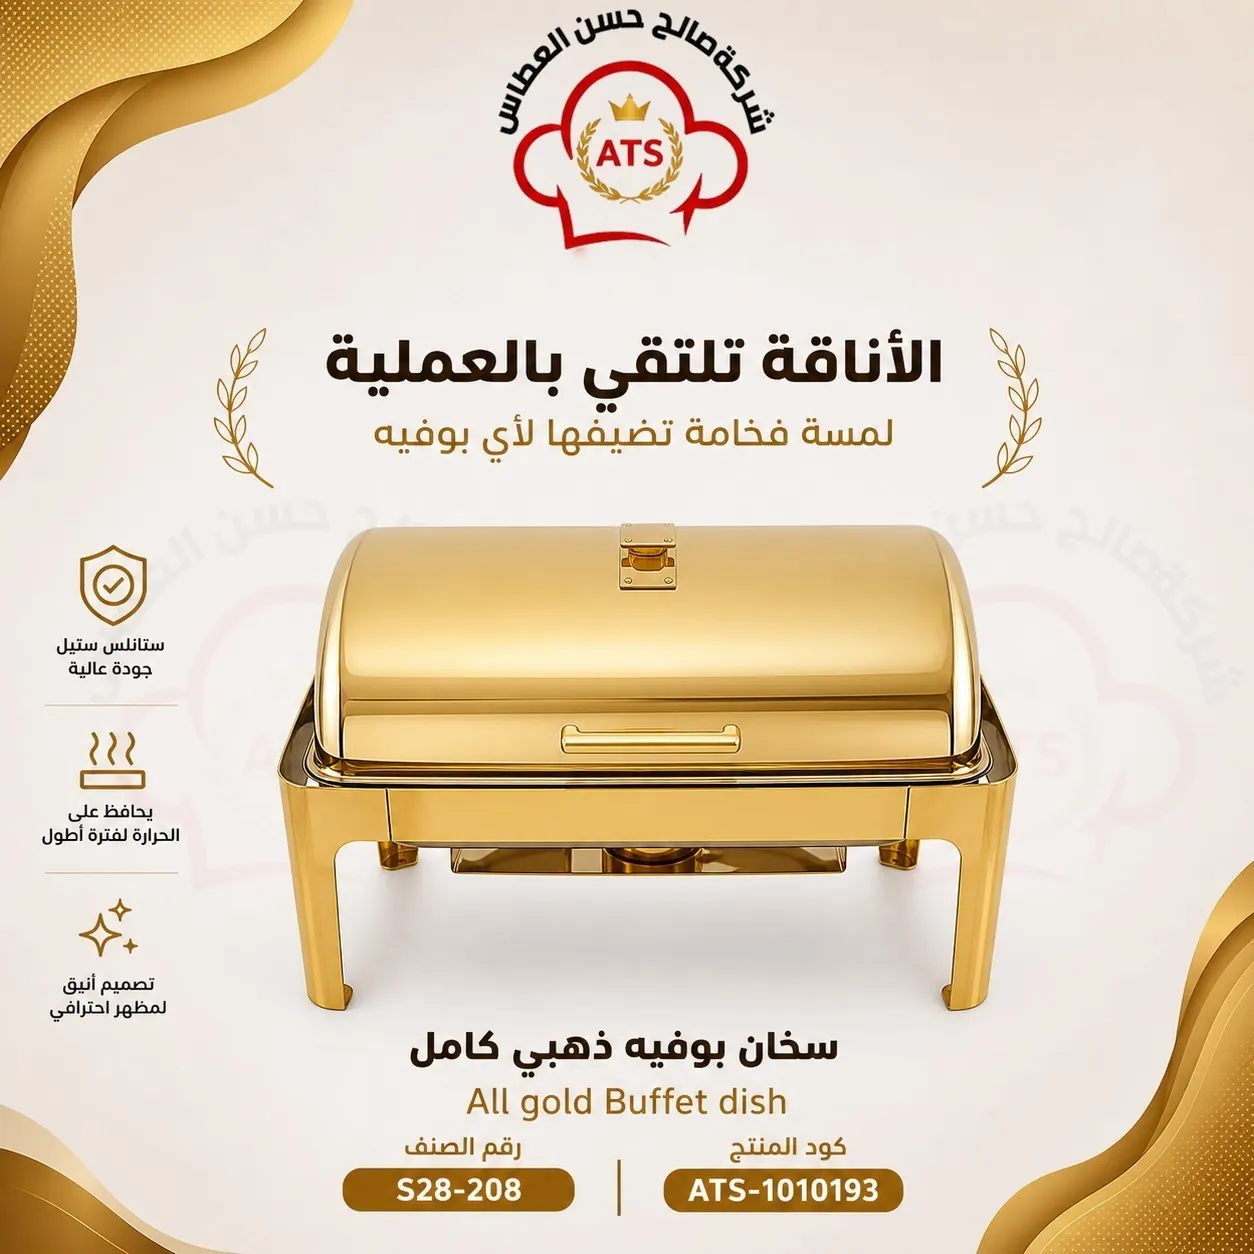 شركة صالح حسن العطاس
ATS
الأناقة تلتقي بالعملية
لمسة فخامة تضيفها لأي بوفيه
ستانلس ستيل
جودة عالية
يحافظ على
الحرارة لفترة أطول
تصميم أنيق
لمظهر احترافي
سخان بوفيه ذهبي كامل
All gold Buffet dish
كود المنتج
ATS-1010193
رقم الصنف
S28-208